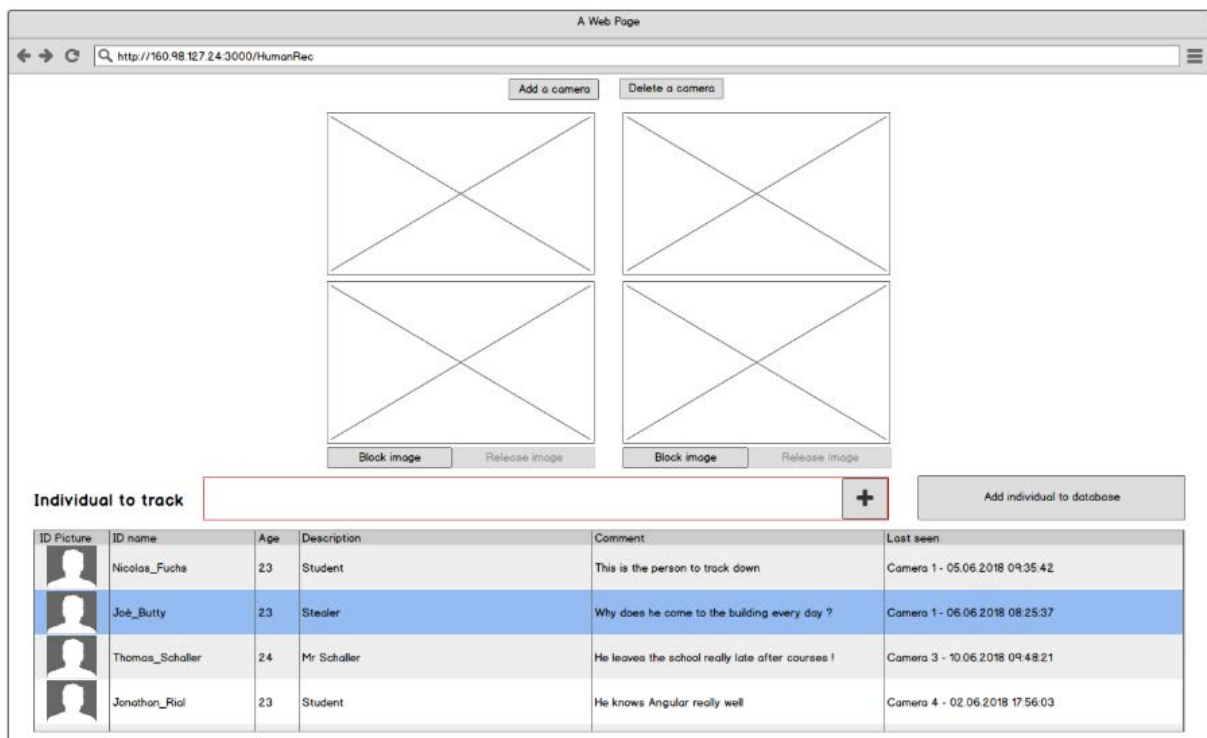 A Web Page
http://160.98.127.24:3000/HumanRec
Add a camera Delete a camera
Block image Release image Block image Release image
Individual to track + Add individual to database
ID Picture ID name Age Description Comment Last seen
Nicolas_Fuchs 23 Student This is the person to track down Camera 1 - 05.06.2018 09:35:42
Joé_Butty 23 Stealer Why does he come to the building every day ? Camera 1 - 06.06.2018 08:25:37
Thomas_Schaller 24 Mr Schaller He leaves the school really late after courses ! Camera 3 - 10.06.2018 09:48:21
Jonathan_Rial 23 Student He knows Angular really well Camera 4 - 02.06.2018 17:56:03